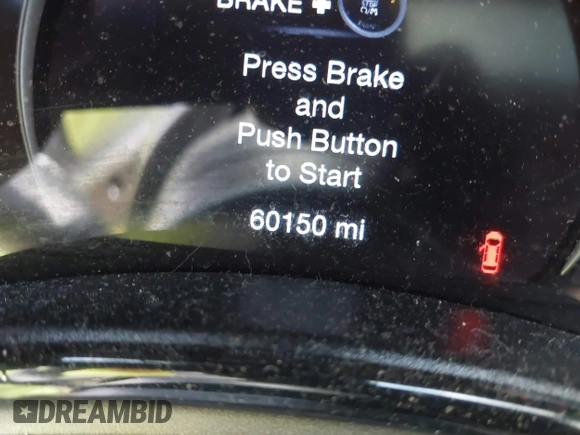 BRAKE +
Press Brake
and
Push Button
to Start
60150 mi
DREAMBID